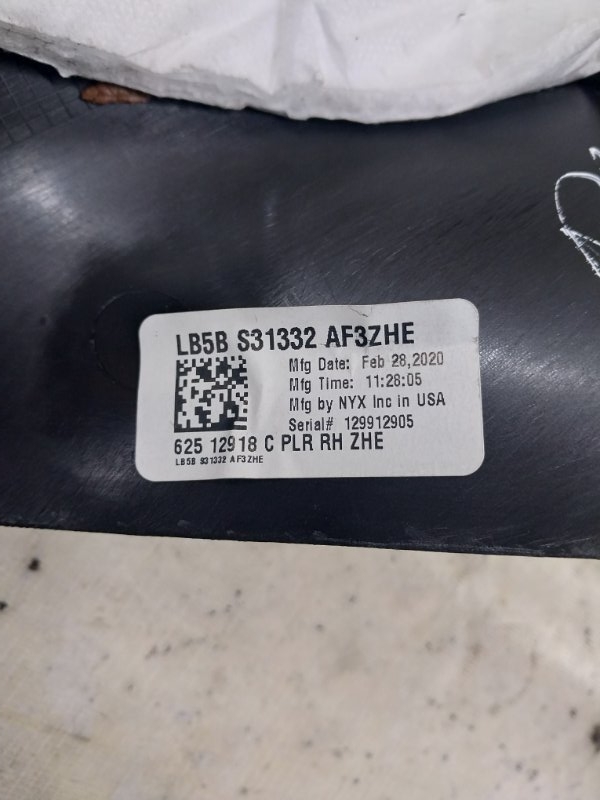 LB5B S31332 AF3ZHE
Mfg Date: Feb 28,2020
Mfg Time: 11:28:05
Mfg by NYX Inc in USA
Serial# 129912905
625 12918 C PLR RH ZHE
LB5B S31332 AF3ZHE